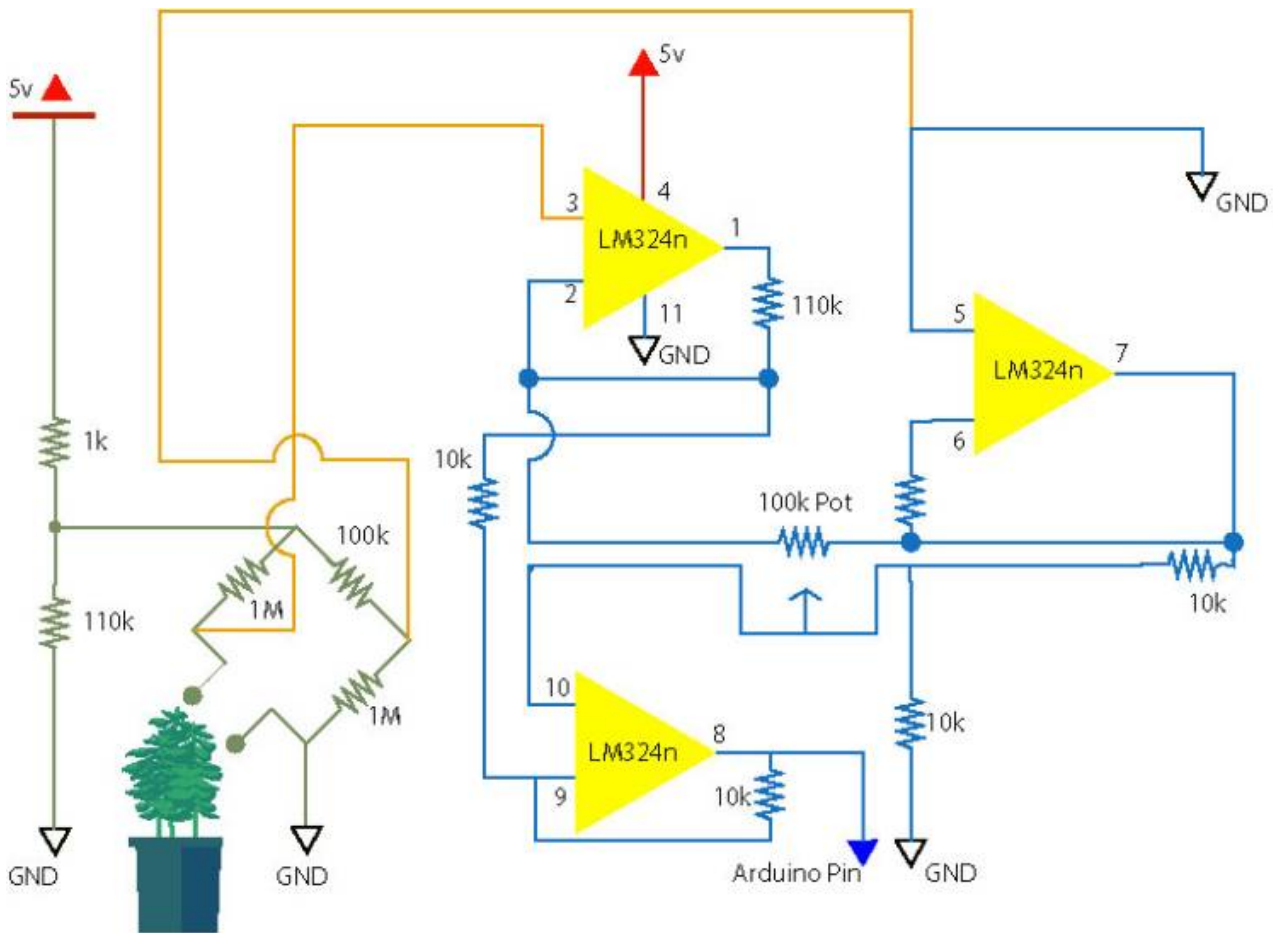 5v
5v
GND
3
4
1
LM324n
2
11
110k
GND
5
7
LM324n
6
1k
10k
100k Pot
100k
110k
1M
10k
1M
10
8
10k
LM324n
9
10k
GND
GND
Arduino Pin
GND